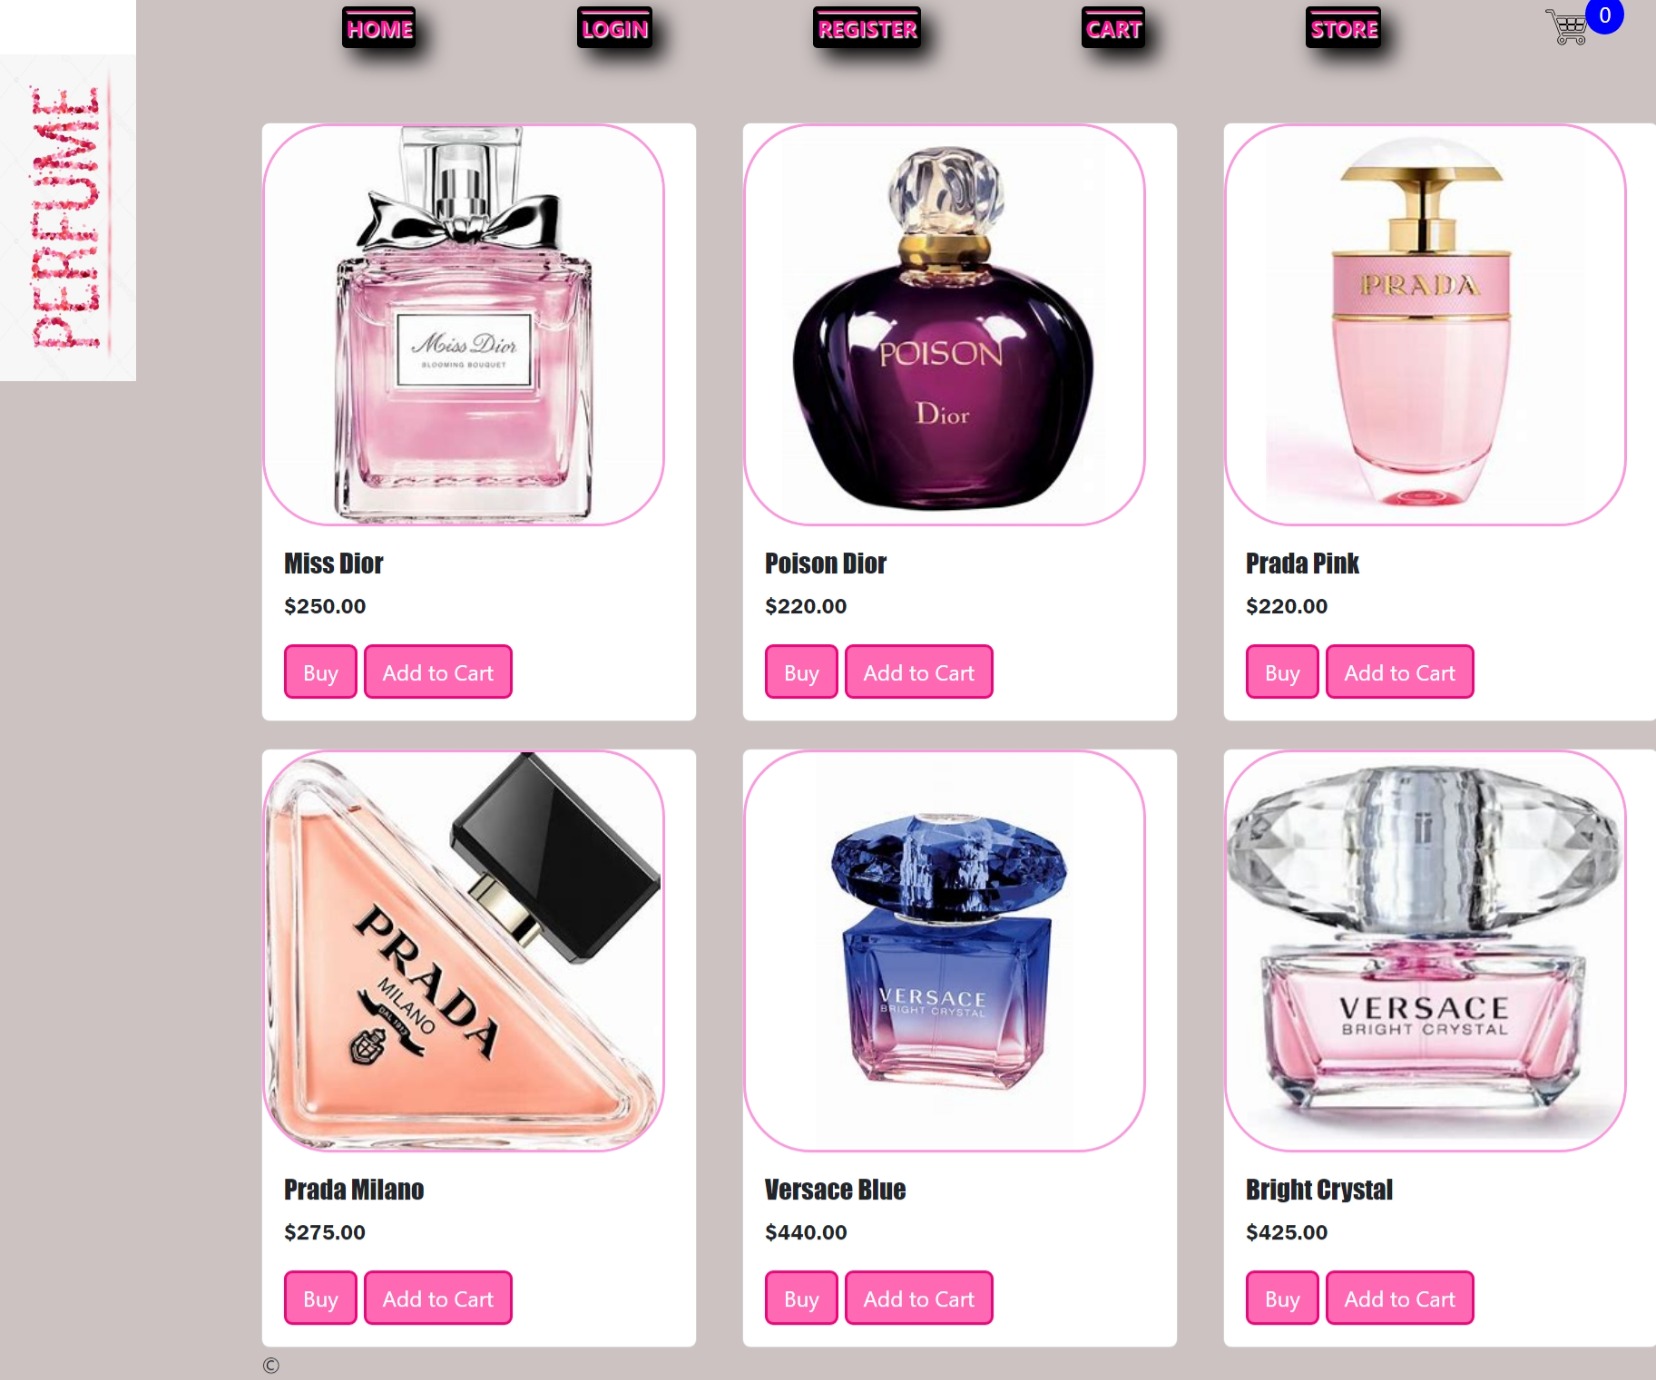 HOME
LOGIN
REGISTER
CART
STORE
0
PERFUME
Miss Dior
BLOOMING BOUQUET
POISON
Dior
PRADA
Miss Dior
$250.00
Buy
Add to Cart
Poison Dior
$220.00
Buy
Add to Cart
Prada Pink
$220.00
Buy
Add to Cart
PRADA
MILANO
DAL 1913
VERSACE
BRIGHT CRYSTAL
VERSACE
BRIGHT CRYSTAL
Prada Milano
$275.00
Buy
Add to Cart
Versace Blue
$440.00
Buy
Add to Cart
Bright Crystal
$425.00
Buy
Add to Cart
©